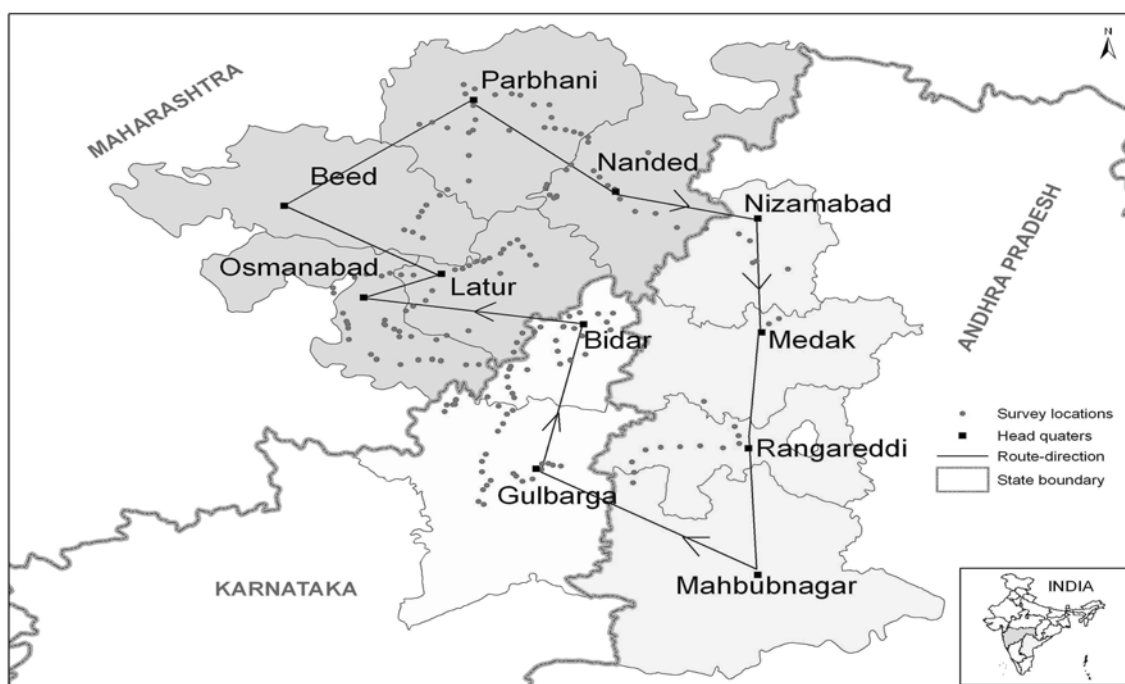 N
Parbhani
MAHARASHTRA
Nanded
Beed
Nizamabad
Osmanabad
Latur
ANDHRA PRADESH
Bidar
Medak
Survey locations
Head quaters
Rangareddi
Route-direction
State boundary
Gulbarga
Mahbubnagar
KARNATAKA
INDIA